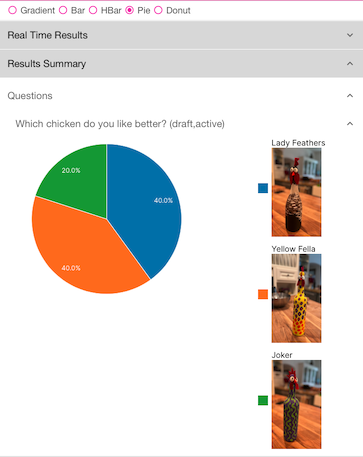 Gradient Bar HBar Pie Donut
Real Time Results
Results Summary
Questions
Which chicken do you like better? (draft,active)
Lady Feathers
20.0%
40.0%
Yellow Fella
40.0%
Joker